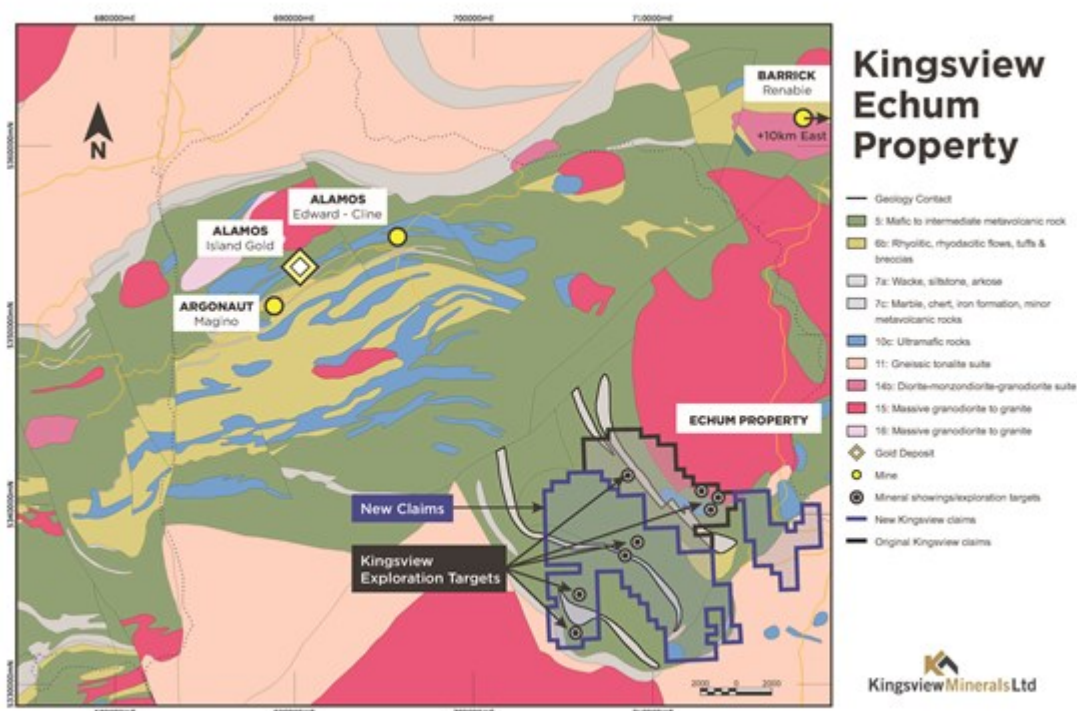 680000mE
690000mE
700000mE
710000mE
Kingsview
Echum
Property
BARRICK
Renabie
+10km East
5360000mN
N
ALAMOS
Edward - Cline
ALAMOS
Island Gold
ARGONAUT
Magino
5350000mN
ECHUM PROPERTY
New Claims
5340000mN
Kingsview
Exploration Targets
5330000mN
2000 0 2000
Geology Contact
5: Mafic to intermediate metavolcanic rock
6b: Rhyolitic, rhyodacitic flows, tuffs &
breccias
7a: Wacke, siltstone, arkose
7c: Marble, chert, iron formation, minor
metavolcanic rocks
10c: Ultramafic rocks
11: Gneissic tonalite suite
14b: Diorite-monzondiorite-granodiorite suite
15: Massive granodiorite to granite
16: Massive granodiorite to granite
Gold Deposit
Mine
Mineral showings/exploration targets
New Kingsview claims
Original Kingsview claims
KingsviewMineralsLtd